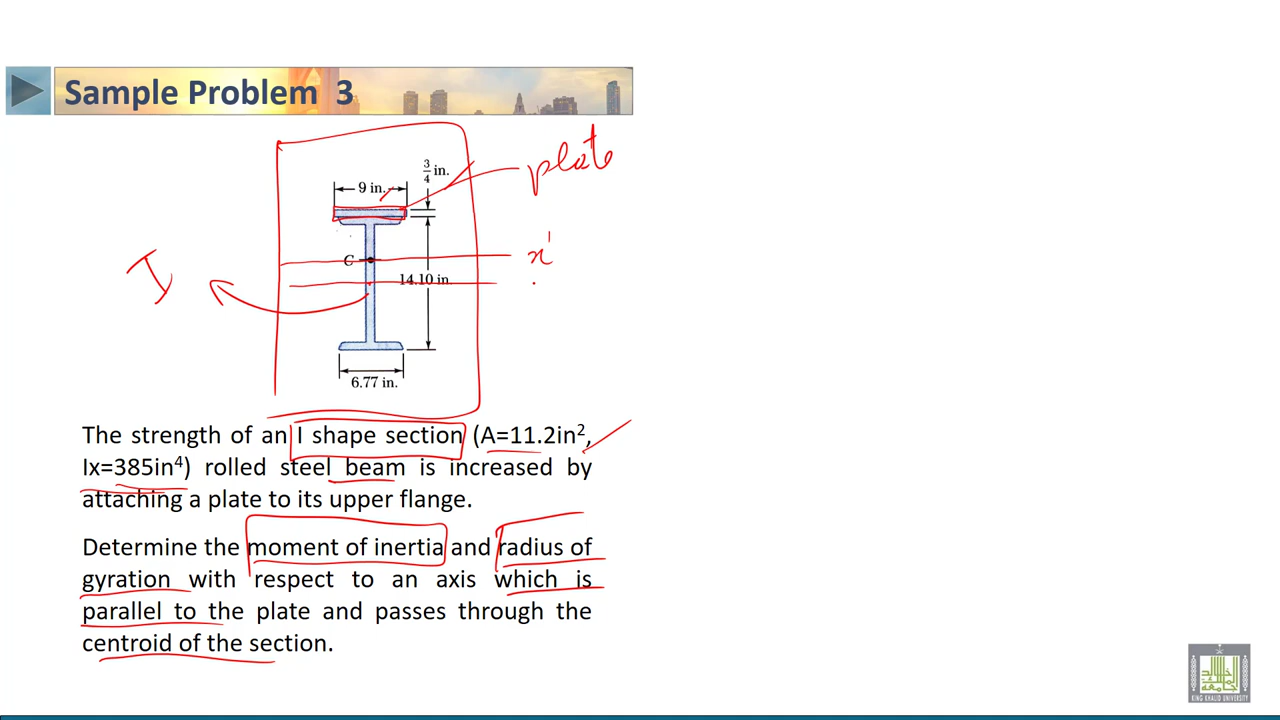 Sample Problem 3
plate
3/4 in.
9 in.
x'
C
I
14.10 in.
6.77 in.
The strength of an I shape section (A=11.2in², 
Ix=385in⁴) rolled steel beam is increased by
attaching a plate to its upper flange.
Determine the moment of inertia and radius of
gyration with respect to an axis which is
parallel to the plate and passes through the
centroid of the section.
KING KHALID UNIVERSITY